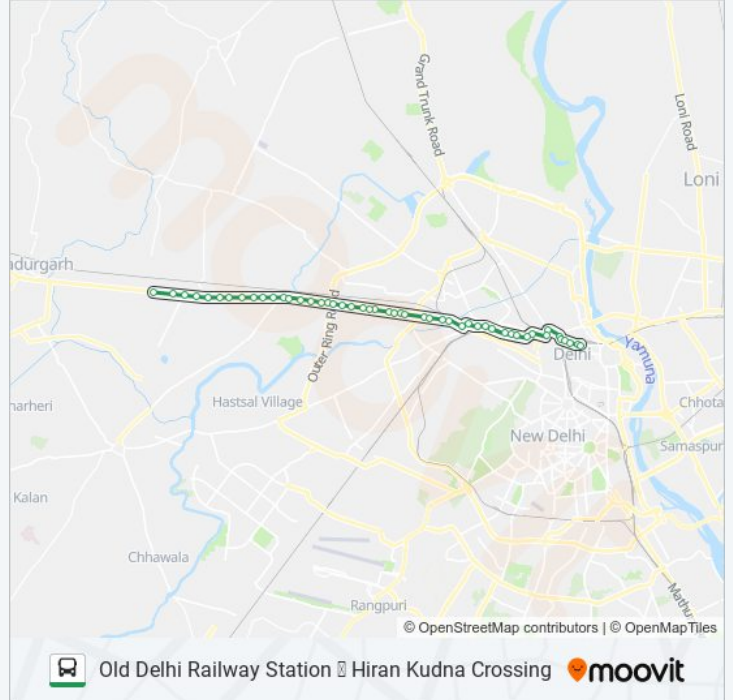 Grand Trunk Road
Loni Road
Loni
adurgarh
Outer Ring Road
Delhi
Yamuna
Hastsal Village
Chhota
harheri
New Delhi
Samaspur
Kalan
Chhawala
Rangpuri
Mathu
© OpenStreetMap contributors | © OpenMapTiles
Old Delhi Railway Station Hiran Kudna Crossing
moovit